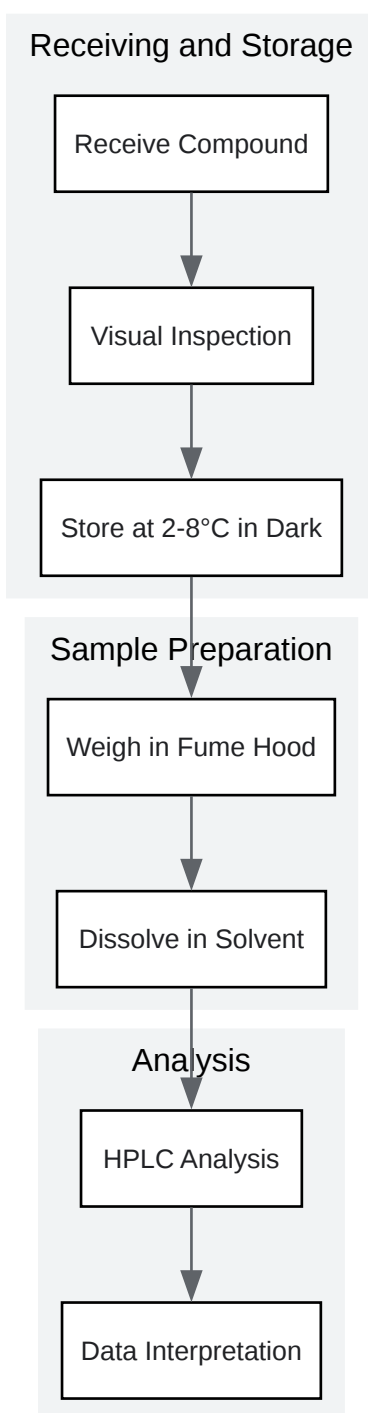 Receiving and Storage
Receive Compound
Visual Inspection
Store at 2-8°C in Dark
Sample Preparation
Weigh in Fume Hood
Dissolve in Solvent
Analysis
HPLC Analysis
Data Interpretation